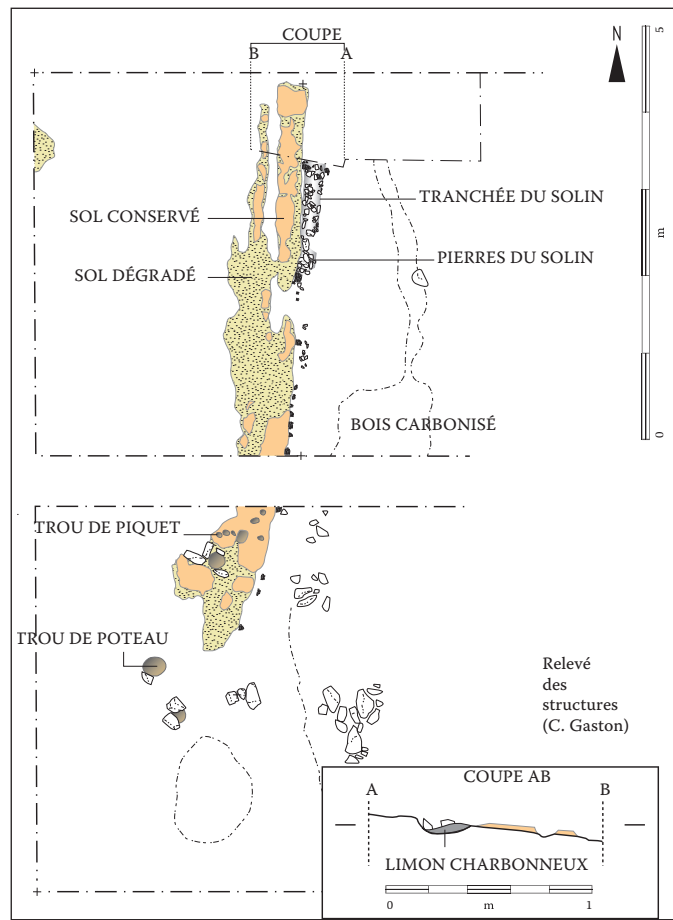 COUPE
B A
N
5
TRANCHÉE DU SOLIN
SOL CONSERVÉ
m
PIERRES DU SOLIN
SOL DÉGRADÉ
BOIS CARBONISÉ
0
TROU DE PIQUET
TROU DE POTEAU
Relevé
des
structures
(C. Gaston)
COUPE AB
A B
LIMON CHARBONNEUX
0 m 1